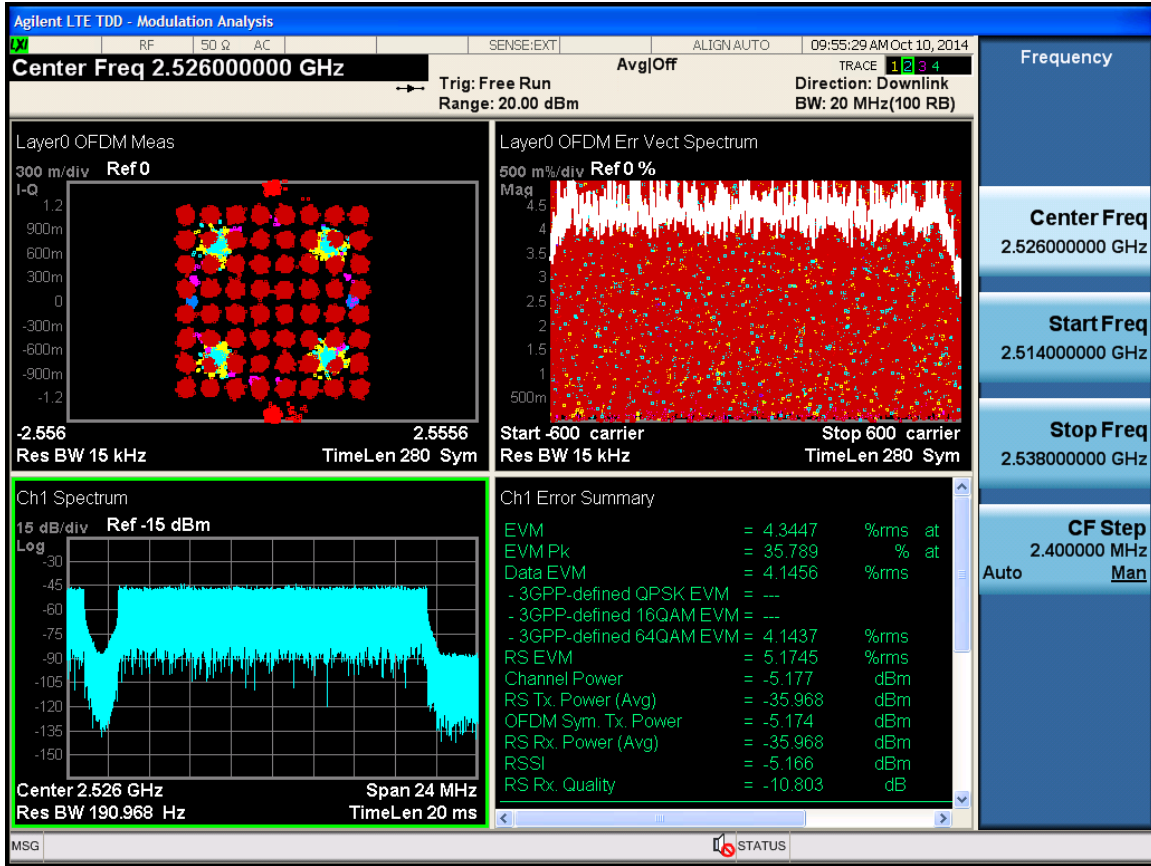 Agilent LTE TDD - Modulation Analysis
LXI RF 50 Ω AC SENSE:EXT ALIGN AUTO 09:55:29 AM Oct 10, 2014
Center Freq 2.526000000 GHz
Avg|Off
TRACE 1 2 3 4
Trig: Free Run
Direction: Downlink
Range: 20.00 dBm
BW: 20 MHz(100 RB)
Layer0 OFDM Meas
300 m/div Ref 0
I-Q
1.2
900m
600m
300m
0
-300m
-600m
-900m
-1.2
-2.556 2.5556
Res BW 15 kHz TimeLen 280 Sym
Layer0 OFDM Err Vect Spectrum
500 m%/div Ref 0 %
Mag
4.5
4
3.5
3
2.5
2
1.5
1
500m
Start -600 carrier Stop 600 carrier
Res BW 15 kHz TimeLen 280 Sym
Ch1 Spectrum
15 dB/div Ref -15 dBm
Log
-30
-45
-60
-75
-90
-105
-120
-135
-150
Center 2.526 GHz Span 24 MHz
Res BW 190.968 Hz TimeLen 20 ms
Ch1 Error Summary
EVM = 4.3447 %rms at
EVM Pk = 35.789 % at
Data EVM = 4.1456 %rms
- 3GPP-defined QPSK EVM = ---
- 3GPP-defined 16QAM EVM = ---
- 3GPP-defined 64QAM EVM = 4.1437 %rms
RS EVM = 5.1745 %rms
Channel Power = -5.177 dBm
RS Tx. Power (Avg) = -35.968 dBm
OFDM Sym. Tx. Power = -5.174 dBm
RS Rx. Power (Avg) = -35.968 dBm
RSSI = -5.166 dBm
RS Rx. Quality = -10.803 dB
Frequency
Center Freq
2.526000000 GHz
Start Freq
2.514000000 GHz
Stop Freq
2.538000000 GHz
CF Step
2.400000 MHz
Auto Man
MSG STATUS